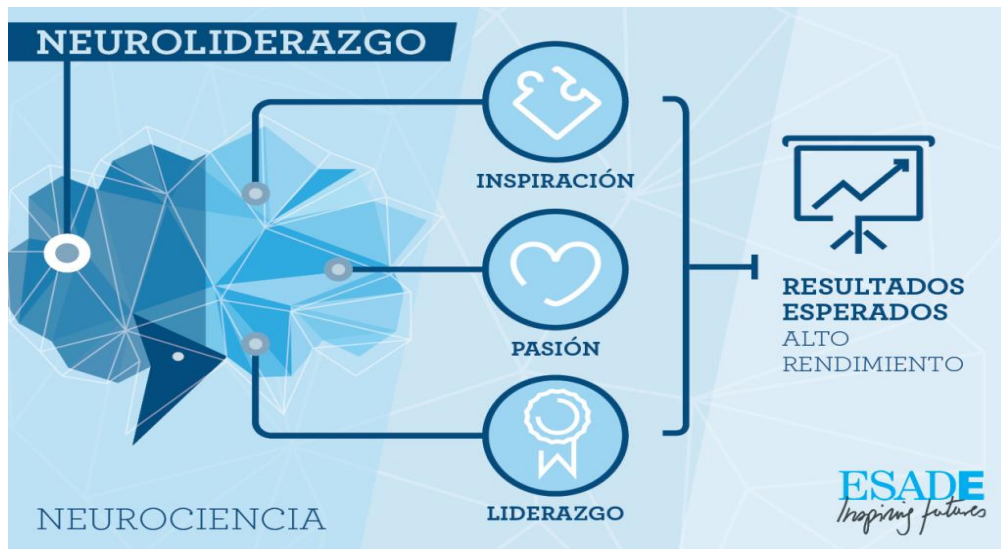 NEUROLIDERAZGO
INSPIRACIÓN
PASIÓN
LIDERAZGO
RESULTADOS
ESPERADOS
ALTO
RENDIMIENTO
NEUROCIENCIA
ESADE
Inspiring futures